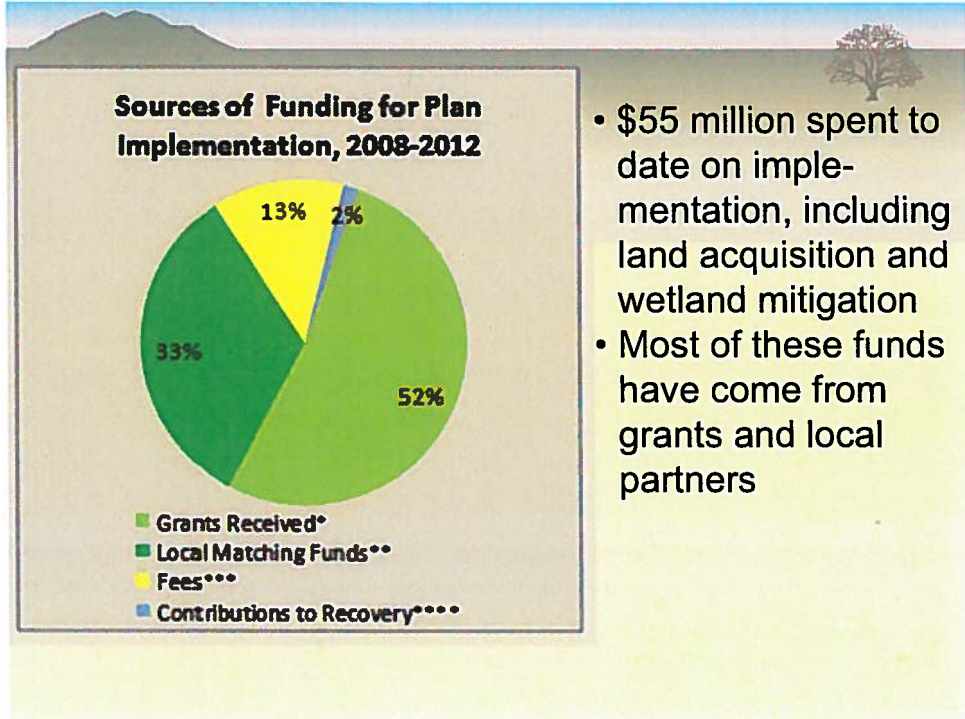 Sources of Funding for Plan
Implementation, 2008-2012
13%
2%
33%
52%
Grants Received*
Local Matching Funds**
Fees***
Contributions to Recovery****
• $55 million spent to
date on imple-
mentation, including
land acquisition and
wetland mitigation
• Most of these funds
have come from
grants and local
partners